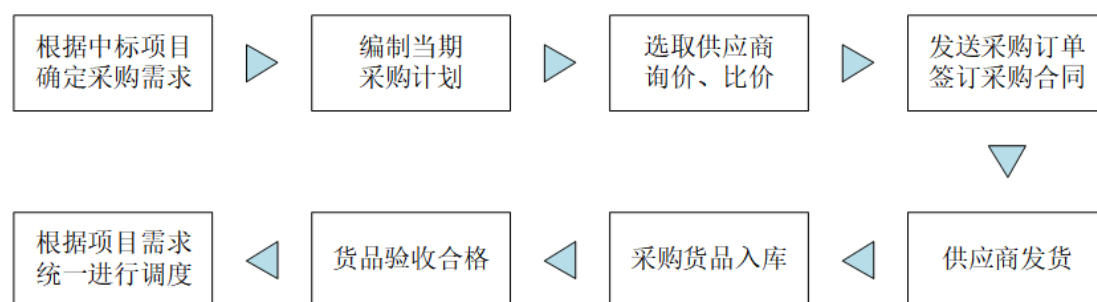 根据中标项目
确定采购需求
编制当期
采购计划
选取供应商
询价、比价
发送采购订单
签订采购合同
供应商发货
采购货品入库
货品验收合格
根据项目需求
统一进行调度